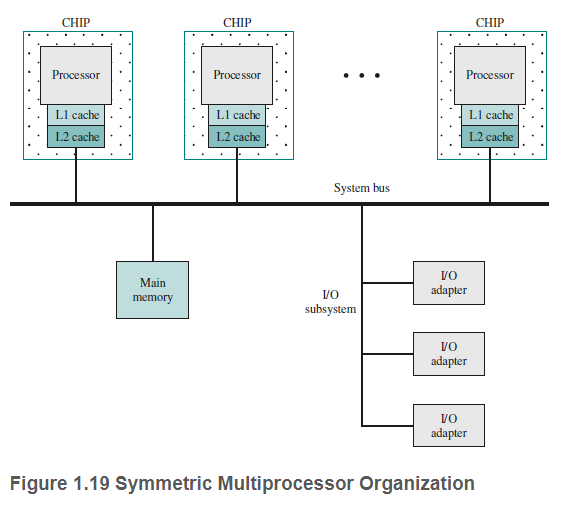 CHIP
CHIP
CHIP
Processor
Processor
• • •
Processor
L1 cache
L1 cache
L1 cache
L2 cache
L2 cache
L2 cache
System bus
Main
memory
I/O
subsystem
I/O
adapter
I/O
adapter
I/O
adapter
Figure 1.19 Symmetric Multiprocessor Organization